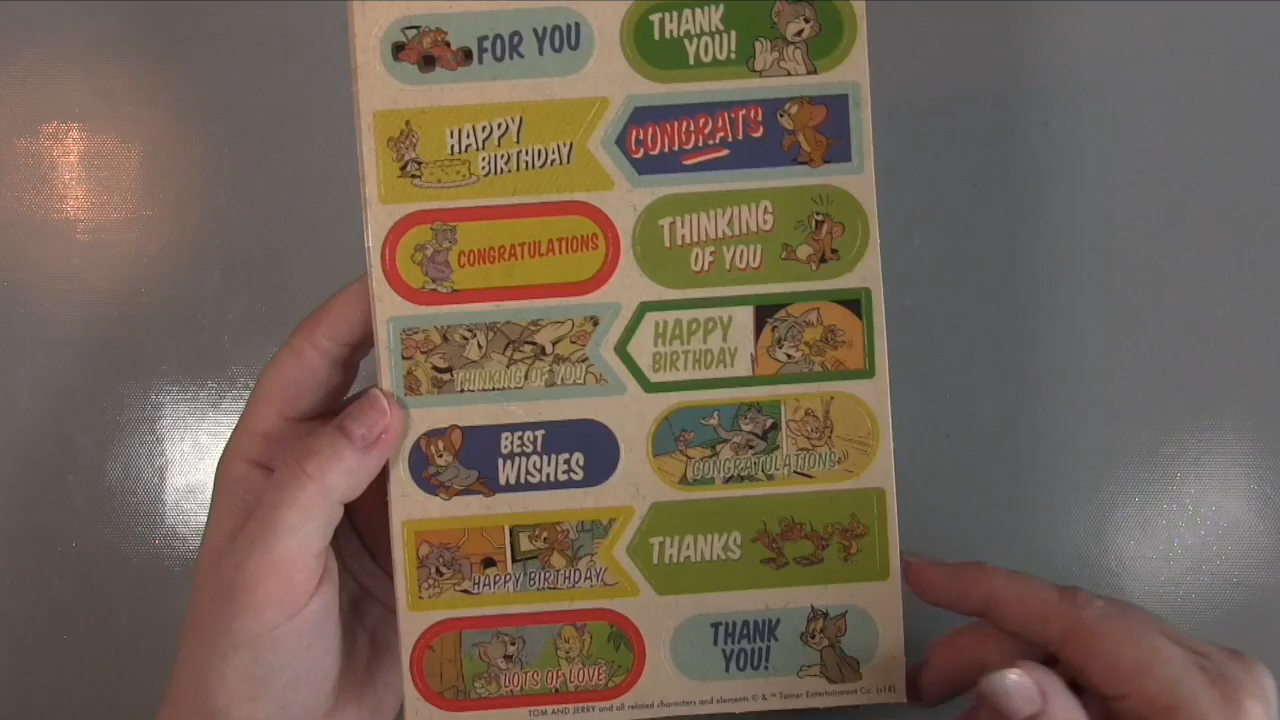 FOR YOU
THANK
YOU!
HAPPY
BIRTHDAY
CONGRATS
CONGRATULATIONS
THINKING
OF YOU
THINKING OF YOU
HAPPY
BIRTHDAY
BEST
WISHES
CONGRATULATIONS
HAPPY BIRTHDAY
THANKS
LOTS OF LOVE
THANK
YOU!
TOM AND JERRY and all related characters and elements © & ™ Turner Entertainment Co. (s18)